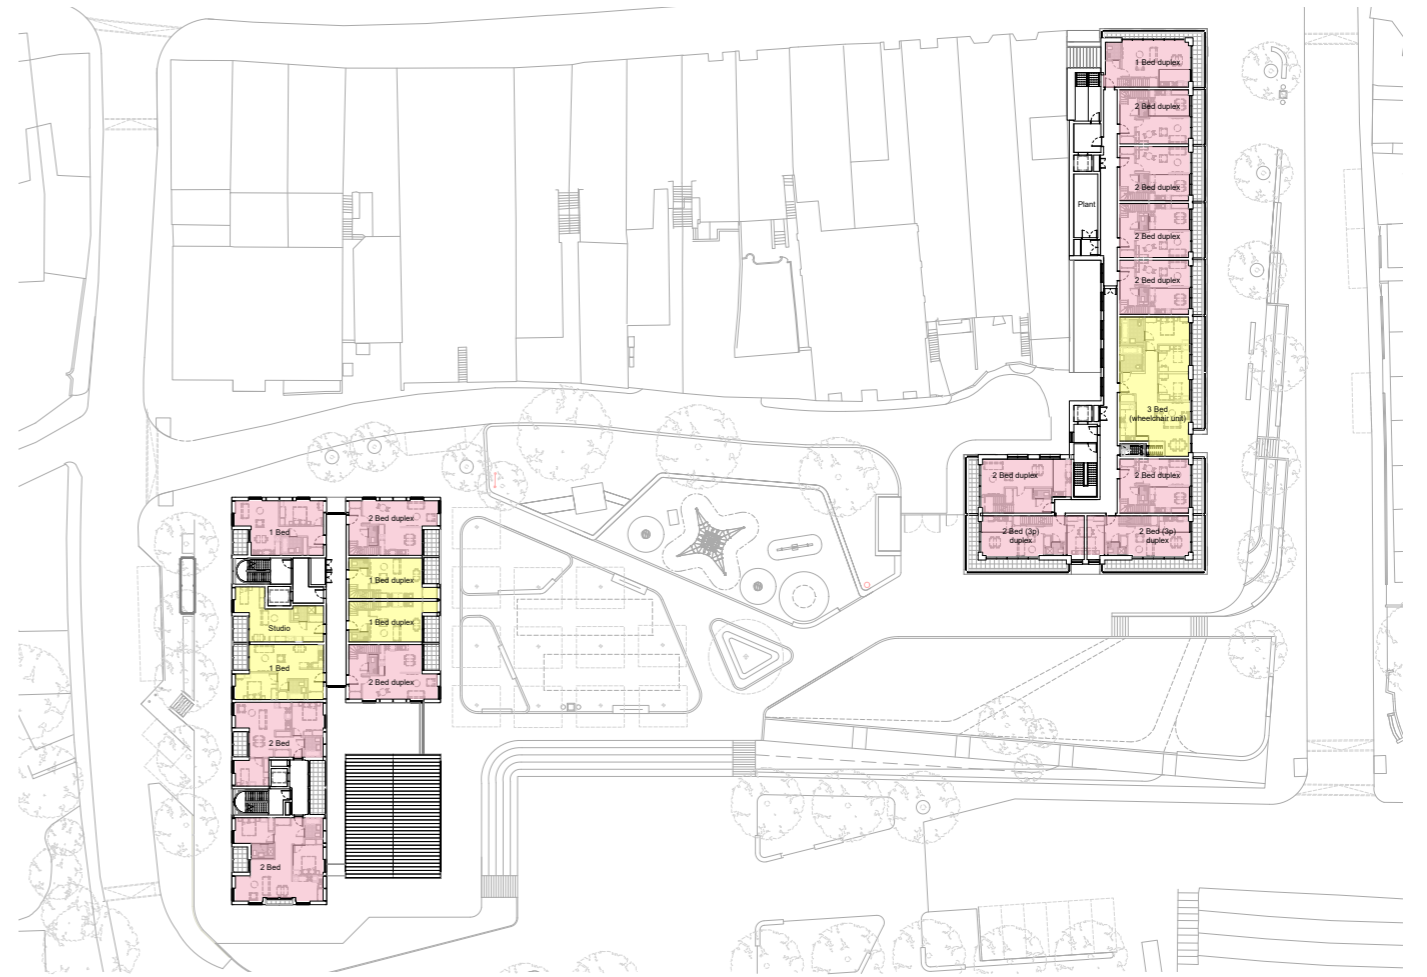 1 Bed duplex
2 Bed duplex
2 Bed duplex
Plant
2 Bed duplex
2 Bed duplex
3 Bed
(wheelchair unit)
2 Bed duplex
2 Bed duplex
2 Bed (3p)
duplex
2 Bed (3p)
duplex
1 Bed
2 Bed duplex
1 Bed duplex
1 Bed duplex
Studio
1 Bed
2 Bed duplex
2 Bed
2 Bed